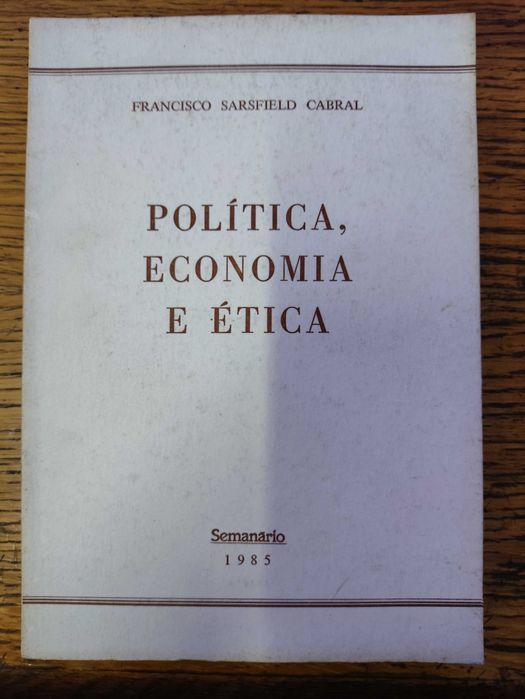 FRANCISCO SARSFIELD CABRAL
POLÍTICA,
ECONOMIA
E ÉTICA
Semanário
1985